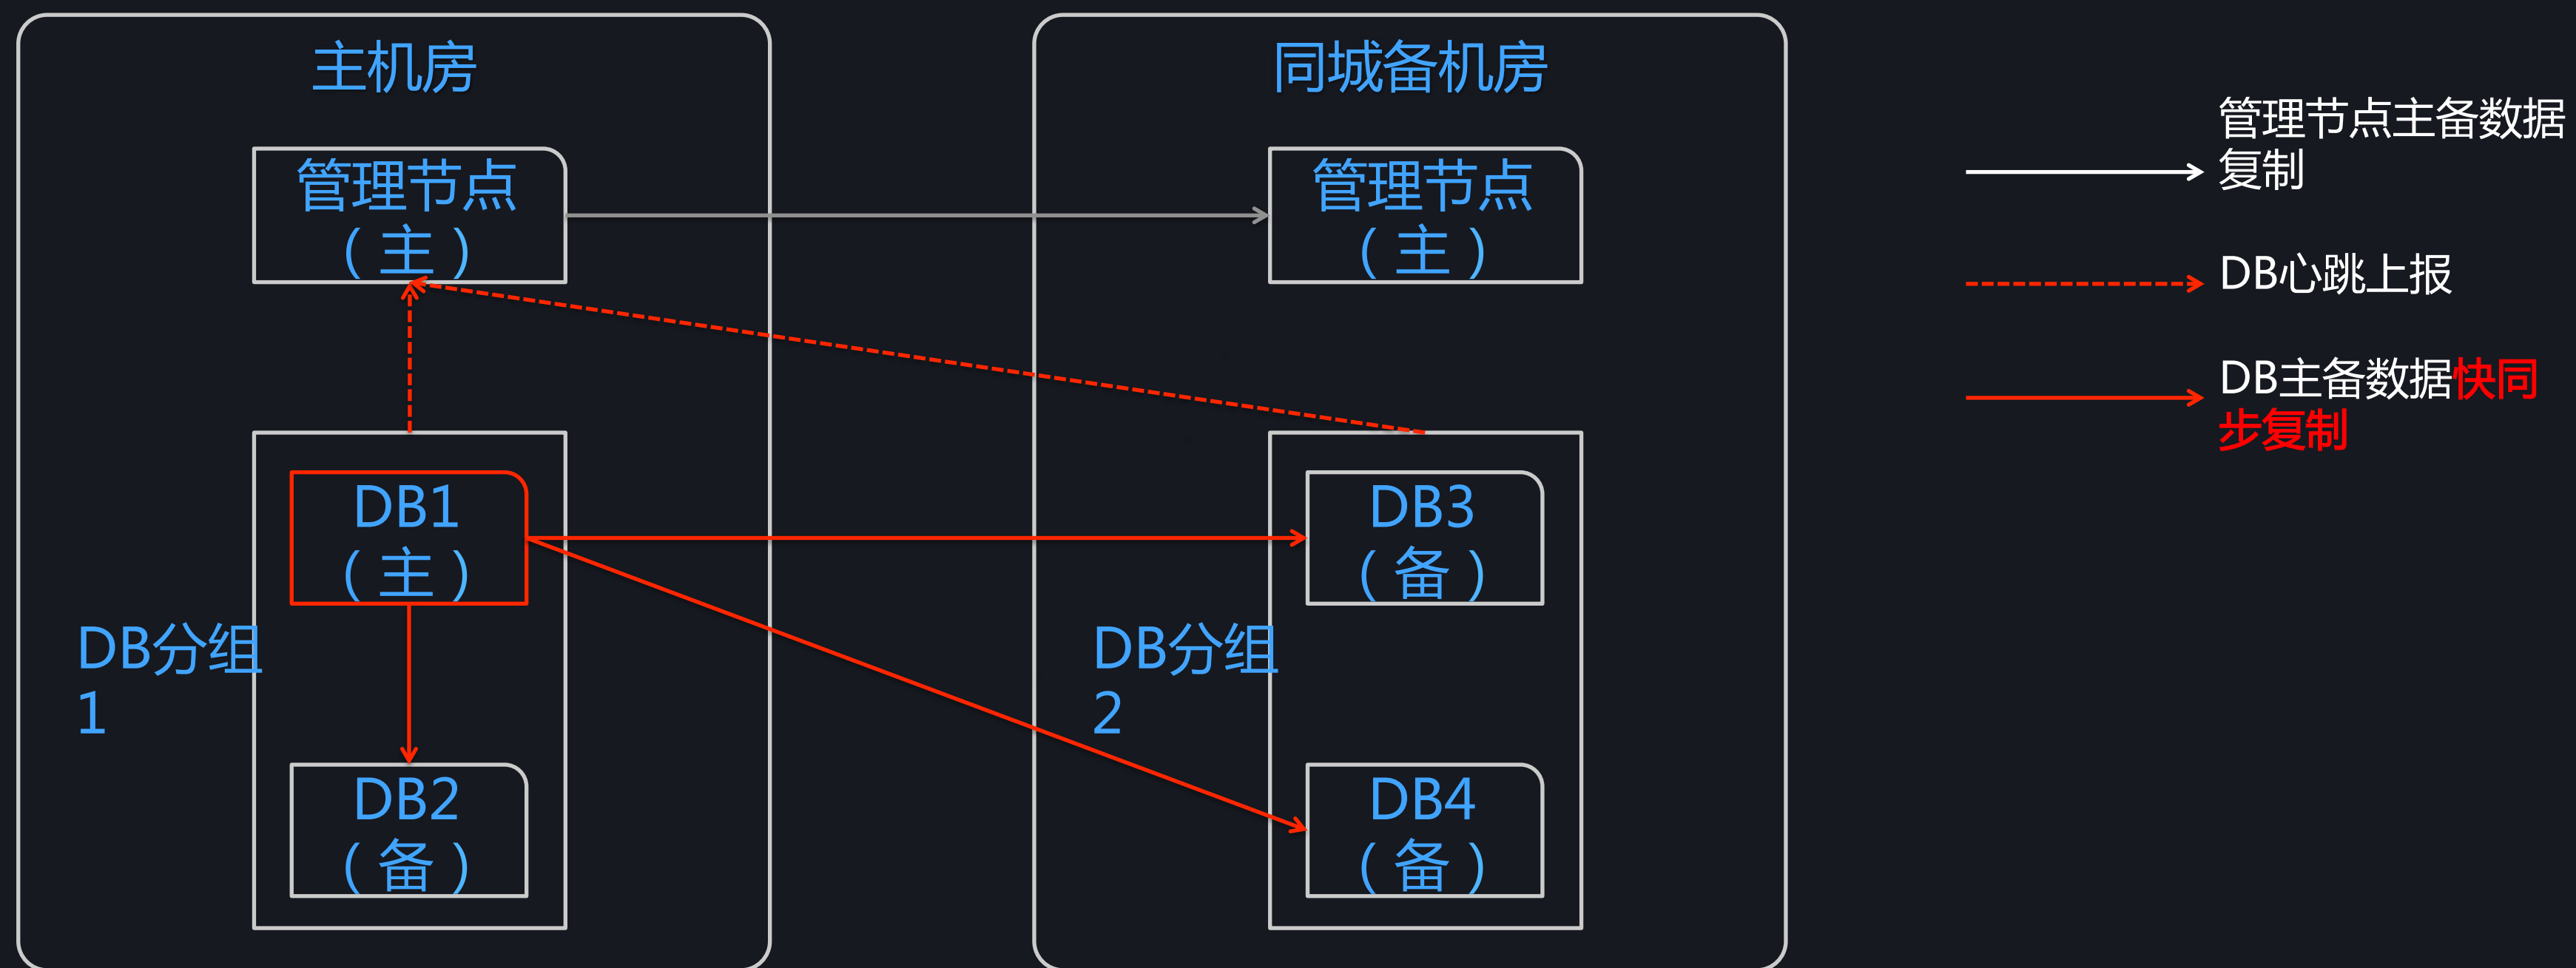 主机房
管理节点
（主）
DB1
（主）
DB分组
1
DB2
（备）
同城备机房
管理节点
（主）
DB3
（备）
DB分组
2
DB4
（备）
管理节点主备数据
复制
DB心跳上报
DB主备数据快同
步复制